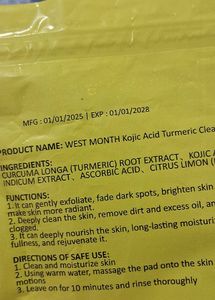 MFG : 01/01/2025 | EXP : 01/01/2028
PRODUCT NAME: WEST MONTH Kojic Acid Turmeric Clea
INGREDIENTS:
CURCUMA LONGA (TURMERIC) ROOT EXTRACT、 KOJIC A
INDICUM EXTRACT、 ASCORBIC ACID、 CITRUS LIMON (
FUNCTIONS:
1. It can gently exfoliate, fade dark spots, brighten skin
make skin more radiant.
2. Deeply clean the skin, remove dirt and excess oil, an
clogged.
3. It can deeply nourish the skin, long-lasting moisturi
fullness, and rejuvenate it.
DIRECTIONS OF SAFE USE:
1. Clean and moisturize skin
2. Using warm water, massage the pad onto the skin
motions.
3. Leave on for 10 minutes and rinse thoroughly